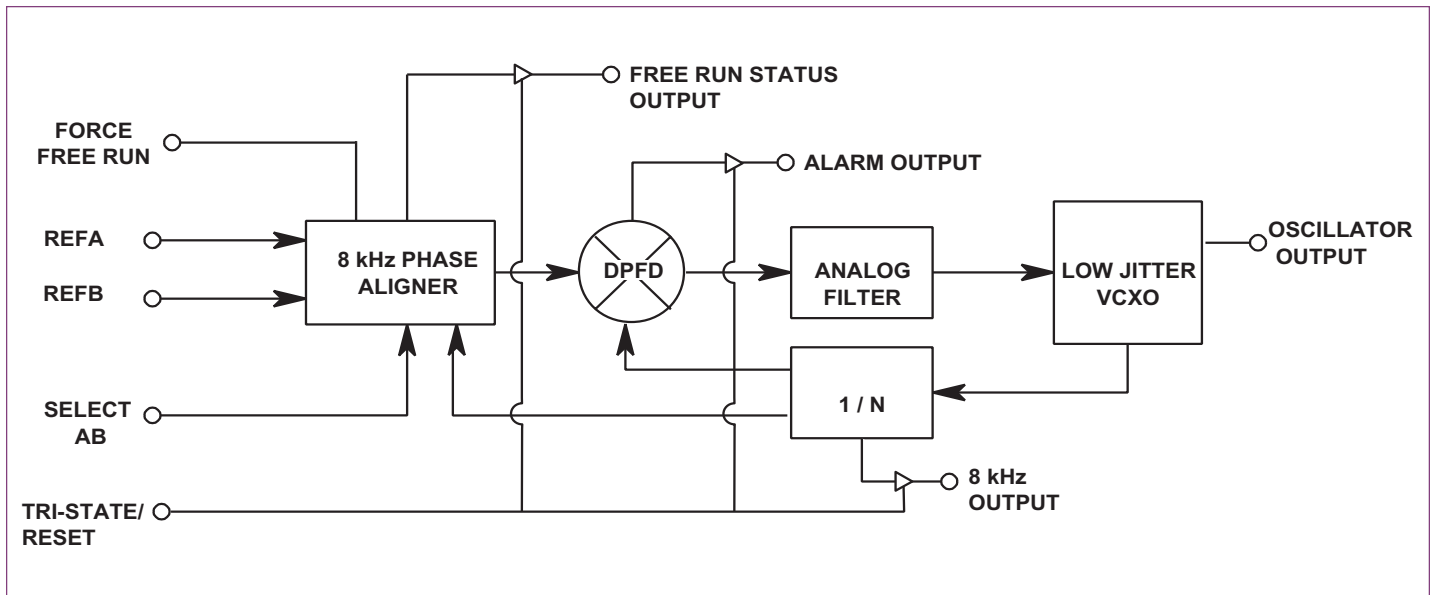 FREE RUN STATUS
OUTPUT
FORCE
FREE RUN
ALARM OUTPUT
REFA
REFB
8 kHz PHASE
ALIGNER
DPFD
ANALOG
FILTER
LOW JITTER
VCXO
OSCILLATOR
OUTPUT
SELECT
AB
1 / N
8 kHz
OUTPUT
TRI-STATE/
RESET